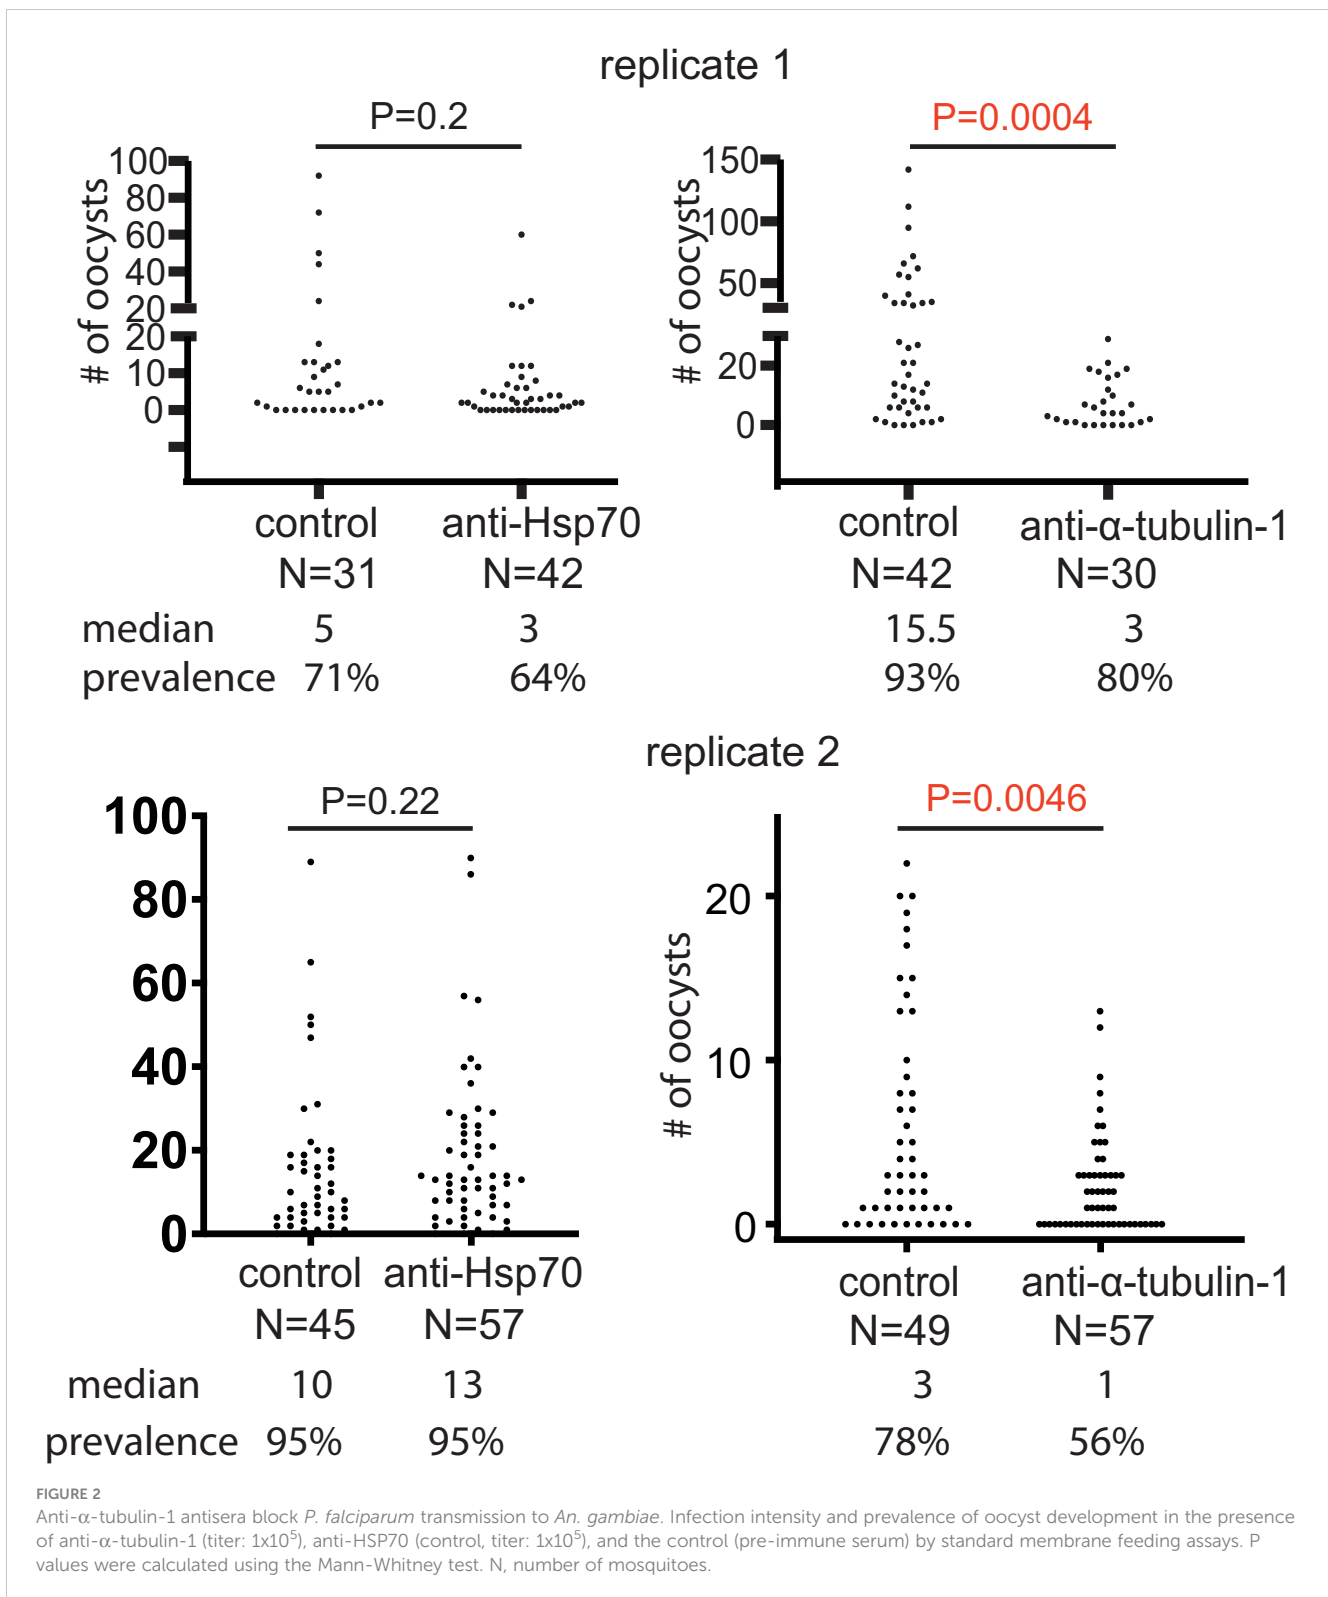 replicate 1
P=0.2
P=0.0004
# of oocysts
100
80
60
40
20
20
10
0
# of oocysts
150
100
50
20
0
control
anti-Hsp70
control
anti-α-tubulin-1
N=31
N=42
N=42
N=30
median 5 3 15.5 3
prevalence 71% 64% 93% 80%
replicate 2
P=0.22
P=0.0046
100
80
60
40
20
0
# of oocysts
20
10
0
control
anti-Hsp70
control
anti-α-tubulin-1
N=45
N=57
N=49
N=57
median 10 13 3 1
prevalence 95% 95% 78% 56%
FIGURE 2
Anti-α-tubulin-1 antisera block P. falciparum transmission to An. gambiae. Infection intensity and prevalence of oocyst development in the presence
of anti-α-tubulin-1 (titer: 1x10⁵), anti-HSP70 (control, titer: 1x10⁵), and the control (pre-immune serum) by standard membrane feeding assays. P
values were calculated using the Mann-Whitney test. N, number of mosquitoes.